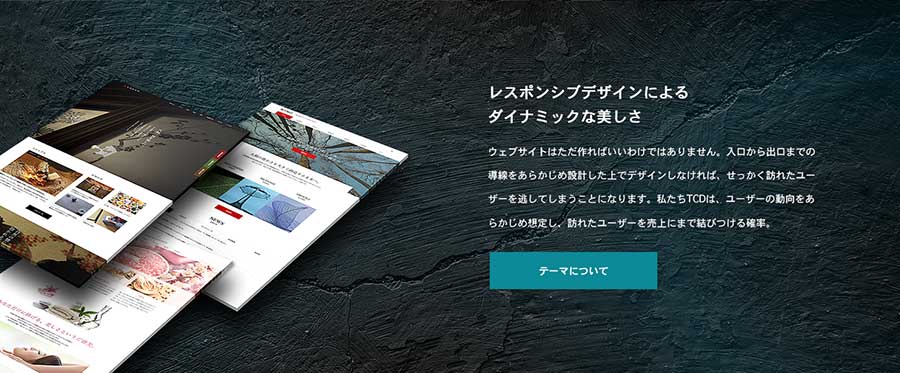 レスポンシブデザインによる
ダイナミックな美しさ
ウェブサイトはただ作ればいいわけではありません。入口から出口までの
導線をあらかじめ設計した上でデザインしなければ、せっかく訪れたユー
ザーを逃してしまうことになります。私たちTCDは、ユーザーの動向をあ
らかじめ想定し、訪れたユーザーを売上にまで結びつける確率。
テーマについて
NEWS